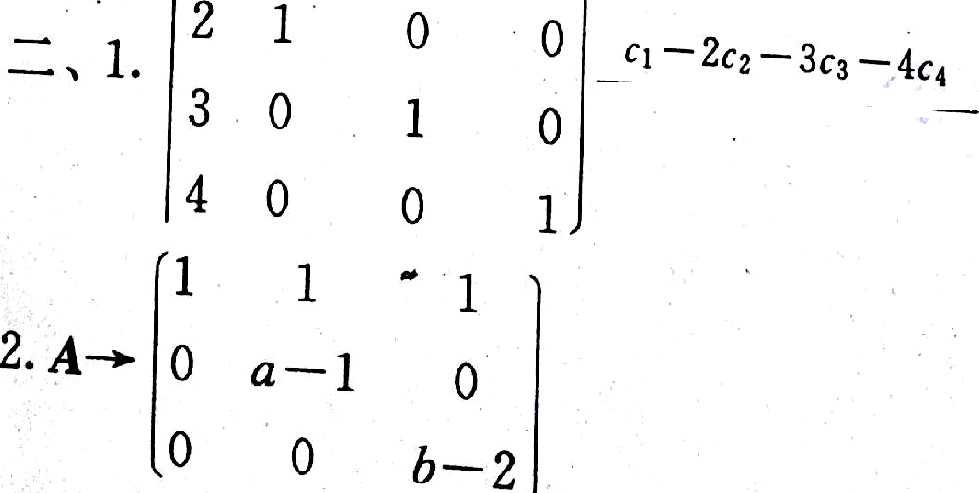 2 1 0 0
二、1. c₁-2c₂-3c₃-4c₄
3 0 1 0
4 0 0 1
1 1 1
2. A→ 0 a-1 0
0 0 b-2